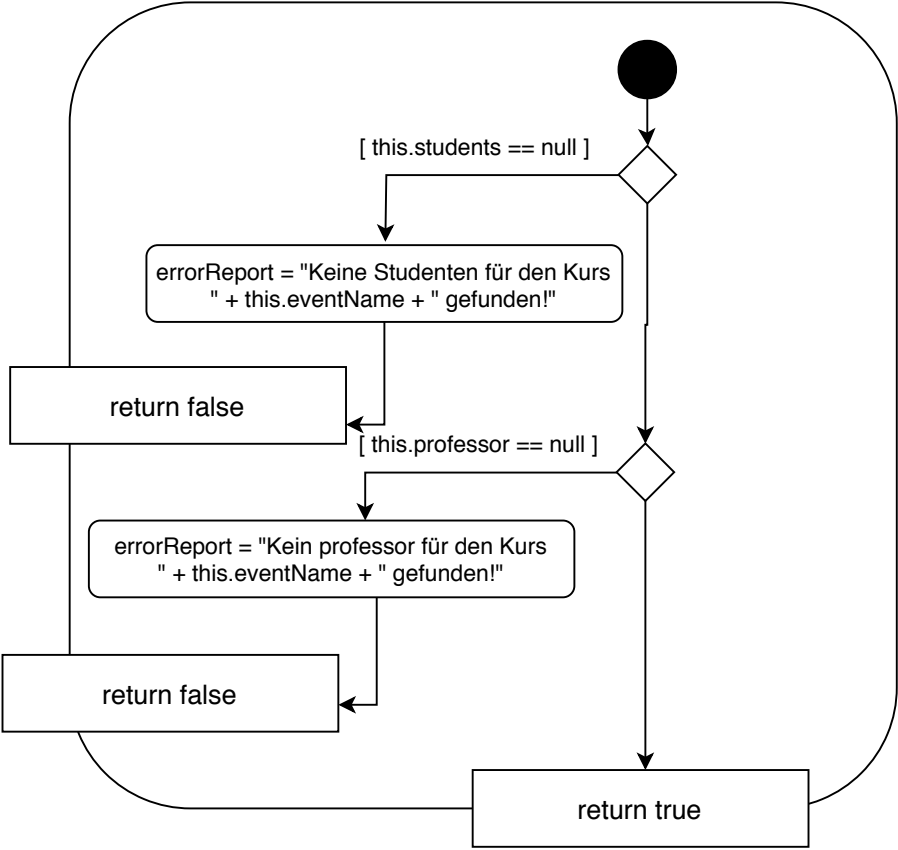 [ this.students == null ]
errorReport = "Keine Studenten für den Kurs
" + this.eventName + " gefunden!"
return false
[ this.professor == null ]
errorReport = "Kein professor für den Kurs
" + this.eventName + " gefunden!"
return false
return true